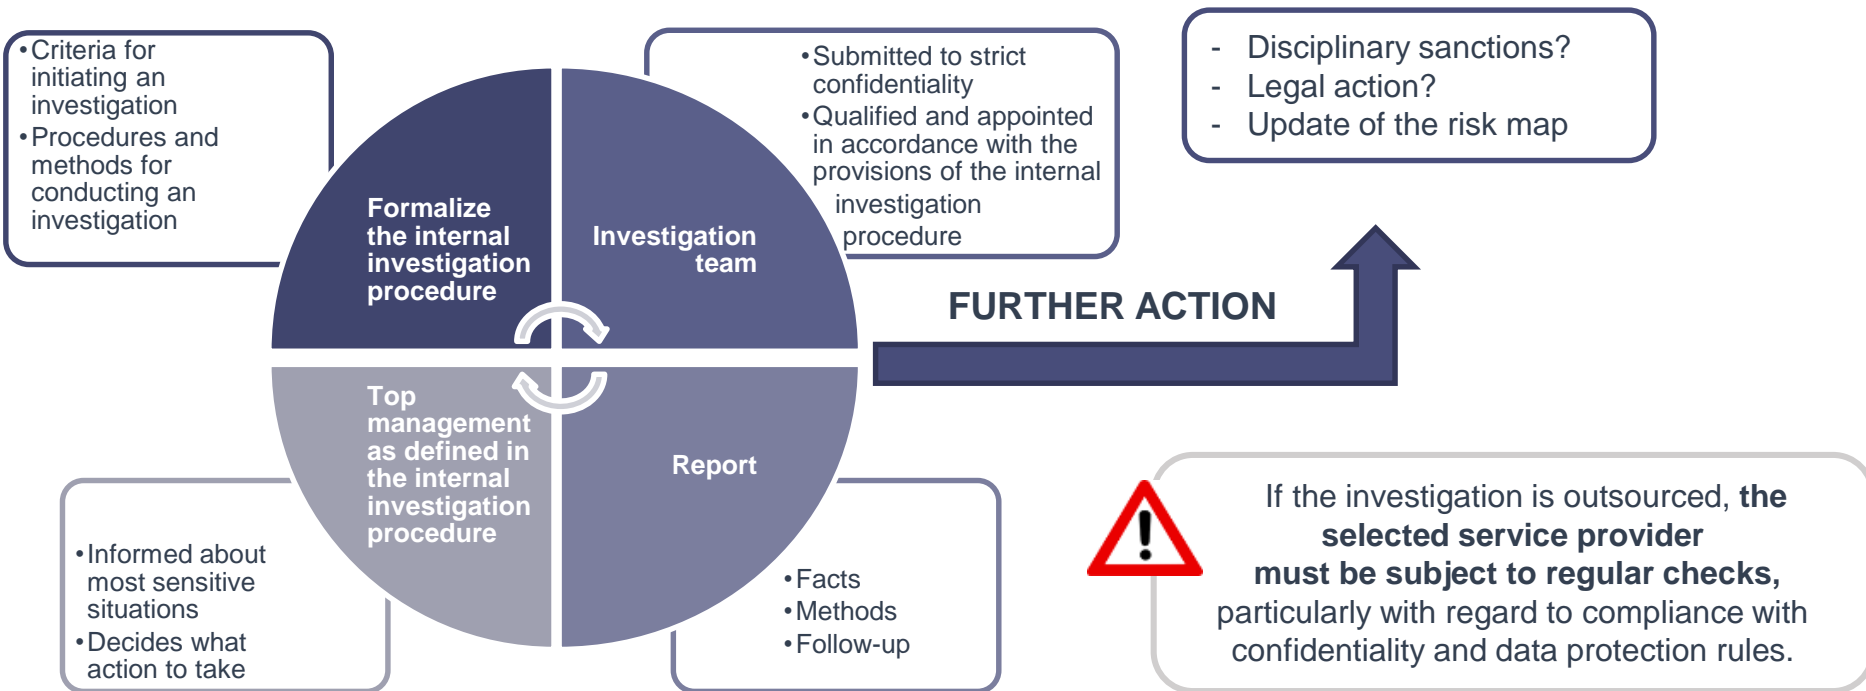 •Criteria for
initiating an
investigation
•Procedures and
methods for
conducting an
investigation
Formalize
the internal
investigation
procedure
•Submitted to strict
confidentiality
•Qualified and appointed
in accordance with the
provisions of the internal
investigation
procedure
Investigation
team
- Disciplinary sanctions?
- Legal action?
- Update of the risk map
FURTHER ACTION
Top
management
as defined in
the internal
investigation
procedure
•Informed about
most sensitive
situations
•Decides what
action to take
Report
•Facts
•Methods
•Follow-up
If the investigation is outsourced, the
selected service provider
must be subject to regular checks,
particularly with regard to compliance with
confidentiality and data protection rules.